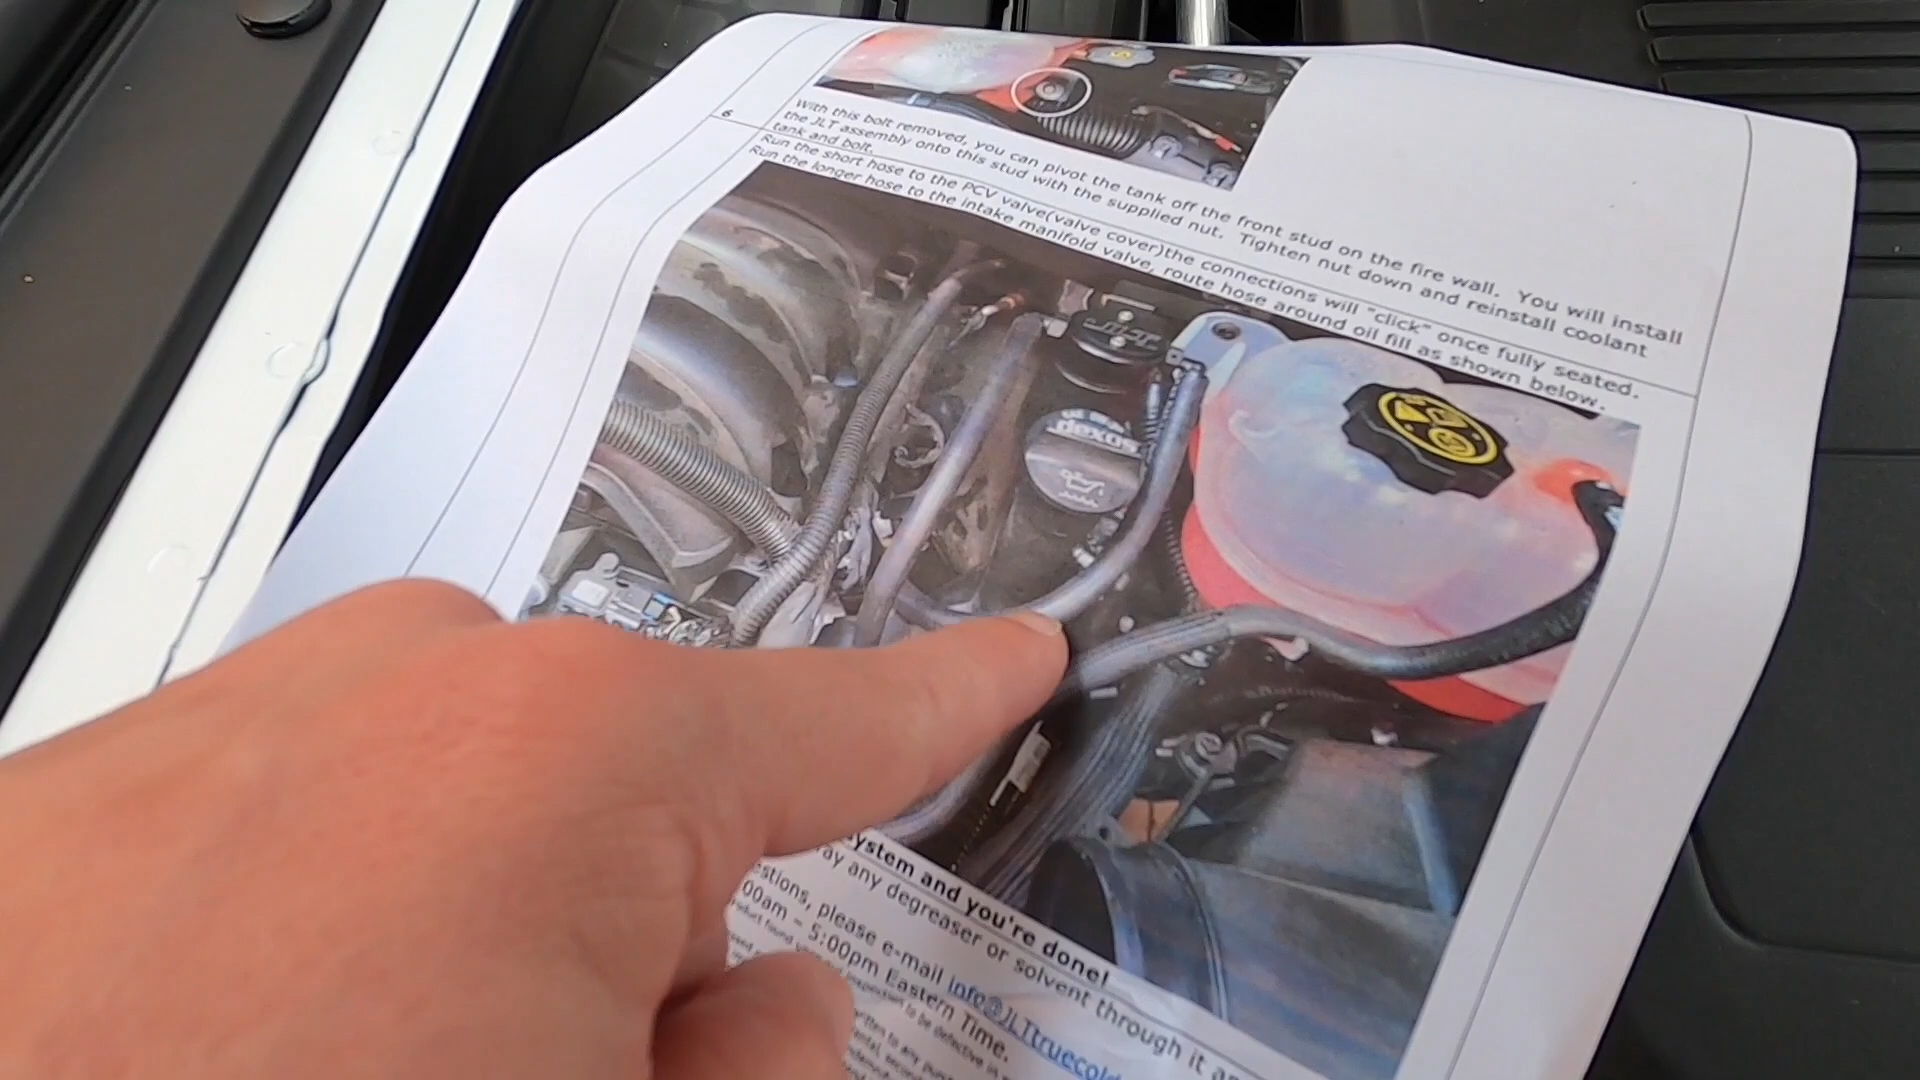 With this bolt removed, you can pivot the tank off the front stud on the fire wall. You will install
the JLT assembly onto this stud with the supplied nut. Tighten nut down and reinstall coolant
tank and bolt.
6
Run the short hose to the PCV valve(valve cover)the connections will "click" once fully seated.
Run the longer hose to the intake manifold valve, route hose around oil fill as shown below.
JLT
dexos
ystem and you're done!
ay any degreaser or solvent through it
estions, please e-mail info@JLTtruecold
00am - 5:00pm Eastern Time.